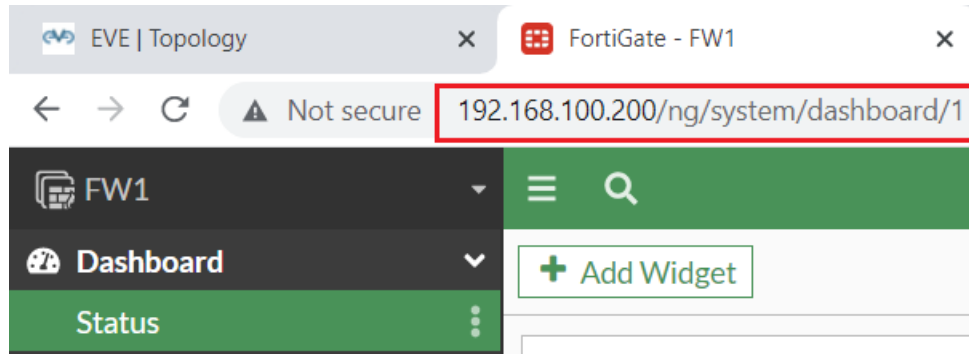 EVE | Topology
FortiGate - FW1
Not secure 192.168.100.200/ng/system/dashboard/1
FW1
Dashboard
Add Widget
Status